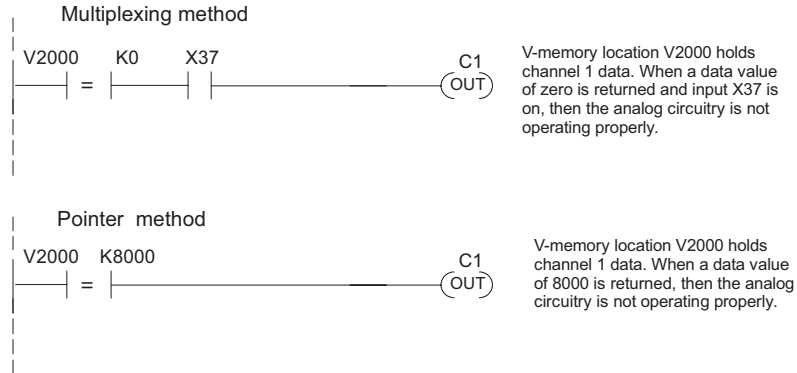 Multiplexing method
V2000 K0 X37 C1
= OUT
V-memory location V2000 holds
channel 1 data. When a data value
of zero is returned and input X37 is
on, then the analog circuitry is not
operating properly.
Pointer method
V2000 K8000 C1
= OUT
V-memory location V2000 holds
channel 1 data. When a data value
of 8000 is returned, then the analog
circuitry is not operating properly.